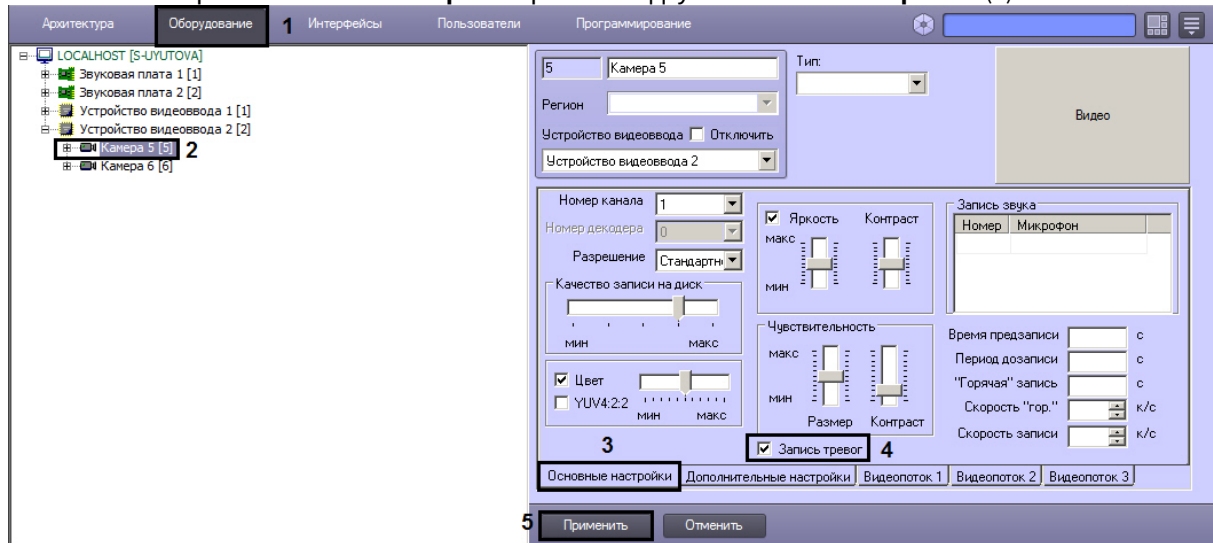 Архитектура Оборудование 1 Интерфейсы Пользователи Программирование
LOCALHOST [S-UYUTOVA]
Звуковая плата 1 [1]
Звуковая плата 2 [2]
Устройство видеоввода 1 [1]
Устройство видеоввода 2 [2]
Камера 5 [5] 2
Камера 6 [6]
5 Камера 5
Тип:
Регион
Устройство видеоввода Отключить
Устройство видеоввода 2
Видео
Номер канала 1
Номер декодера 0
Разрешение Стандартн
Качество записи на диск
мин макс
Цвет
YUV4:2:2
мин макс
3
Яркость Контраст
макс
мин
Чувствительность
макс
мин
Размер Контраст
Запись тревог 4
Запись звука
Номер Микрофон
Время предзаписи с
Период дозаписи с
"Горячая" запись с
Скорость "гор." к/с
Скорость записи к/с
Основные настройки Дополнительные настройки Видеопоток 1 Видеопоток 2 Видеопоток 3
5 Применить Отменить